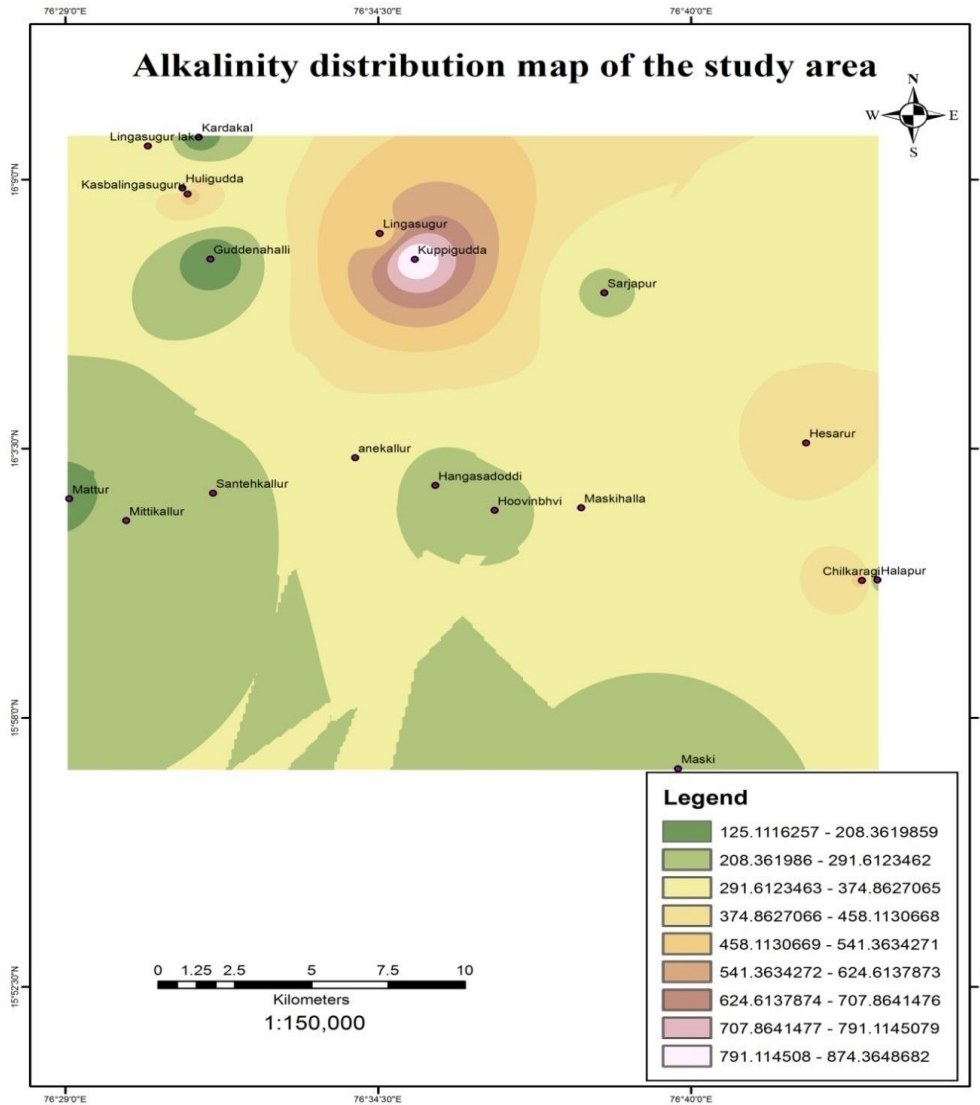 76°29'0"E 76°34'30"E 76°40'0"E
Alkalinity distribution map of the study area
N
W E
S
Kardakal
Lingasugur lake
Huligudda
Kasbalingasuguru
Lingasugur
Guddenahalli
Kuppigudda
Sarjapur
Hesarur
anekallur
Hangasadoddi
Santehkallur
Mattur
Hoovinbhvi
Maskihalla
Mittikallur
Chilkaragi
Halapur
Maski
16°3'30"N
15°58'0"N
15°52'30"N
Legend
125.1116257 - 208.3619859
208.361986 - 291.6123462
291.6123463 - 374.8627065
374.8627066 - 458.1130668
458.1130669 - 541.3634271
541.3634272 - 624.6137873
624.6137874 - 707.8641476
707.8641477 - 791.1145079
791.114508 - 874.3648682
0 1.25 2.5 5 7.5 10
Kilometers
1:150,000
76°29'0"E 76°34'30"E 76°40'0"E